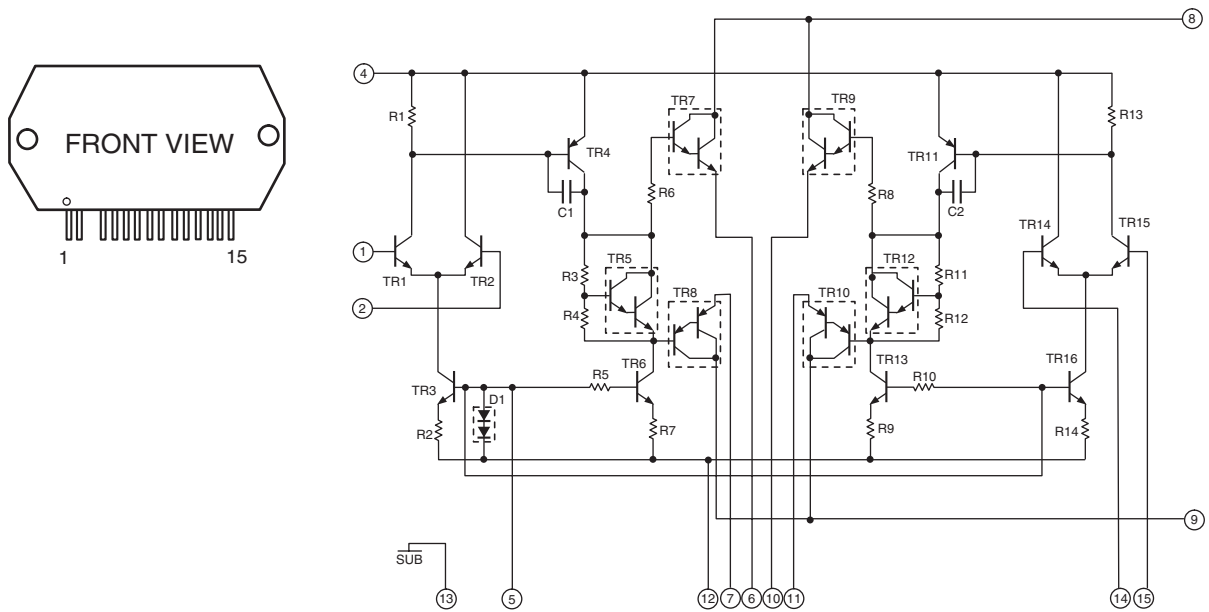 FRONT VIEW
1 15
8
4
TR7 TR9
R1 R13
TR4 TR11
R6 R8
C1 C2
TR14 TR15
1
TR1 TR2
R3 TR5 TR12 R11
2
R4 TR8 TR10 R12
TR3 R5 TR6 TR13 R10 TR16
D1
R2 R7 R9 R14
9
SUB
13 5 12 7 6 10 11 14 15